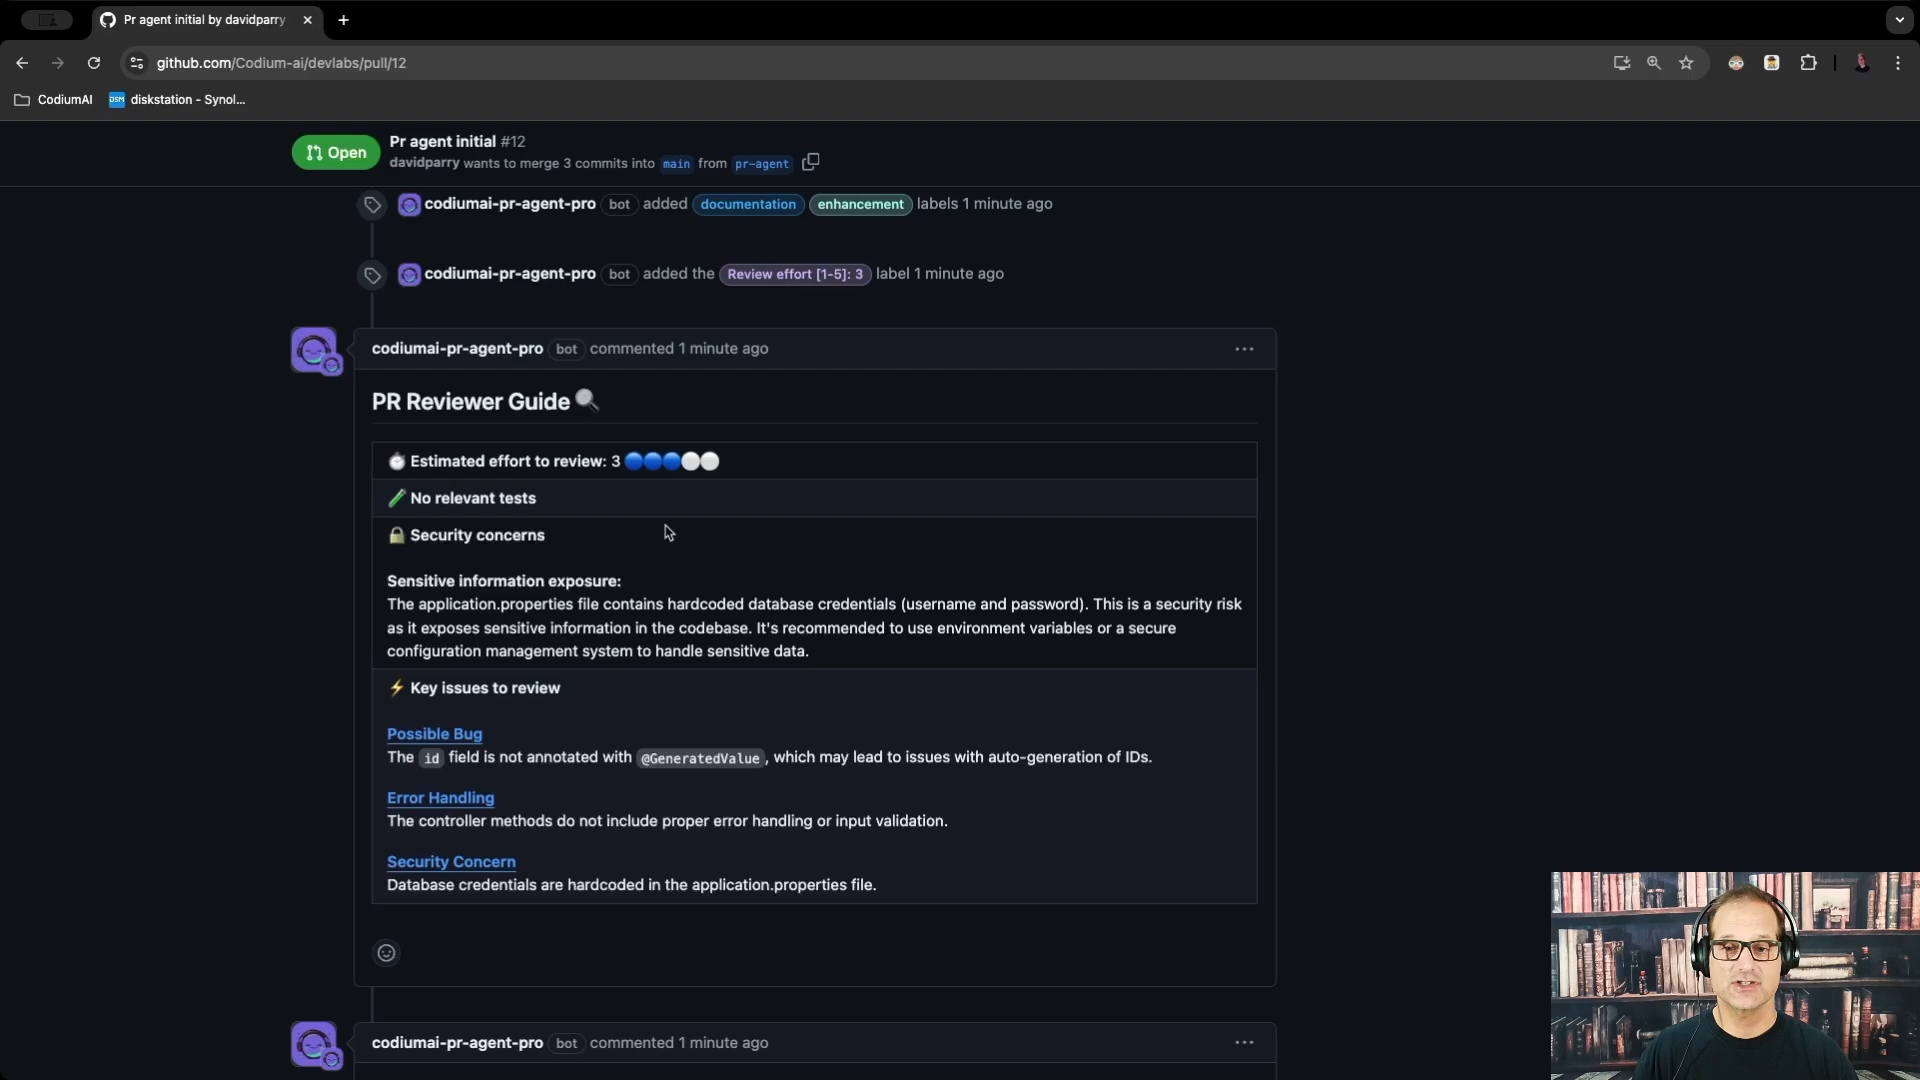 Pr agent initial by davidparry
github.com/Codium-ai/devlabs/pull/12
CodiumAI
DSM diskstation - Synol...
Open
Pr agent initial #12
davidparry wants to merge 3 commits into main from pr-agent
codiumai-pr-agent-pro bot added documentation enhancement labels 1 minute ago
codiumai-pr-agent-pro bot added the Review effort [1-5]: 3 label 1 minute ago
codiumai-pr-agent-pro bot commented 1 minute ago
PR Reviewer Guide
Estimated effort to review: 3
No relevant tests
Security concerns
Sensitive information exposure:
The application.properties file contains hardcoded database credentials (username and password). This is a security risk
as it exposes sensitive information in the codebase. It's recommended to use environment variables or a secure
configuration management system to handle sensitive data.
Key issues to review
Possible Bug
The id field is not annotated with @GeneratedValue, which may lead to issues with auto-generation of IDs.
Error Handling
The controller methods do not include proper error handling or input validation.
Security Concern
Database credentials are hardcoded in the application.properties file.
codiumai-pr-agent-pro bot commented 1 minute ago